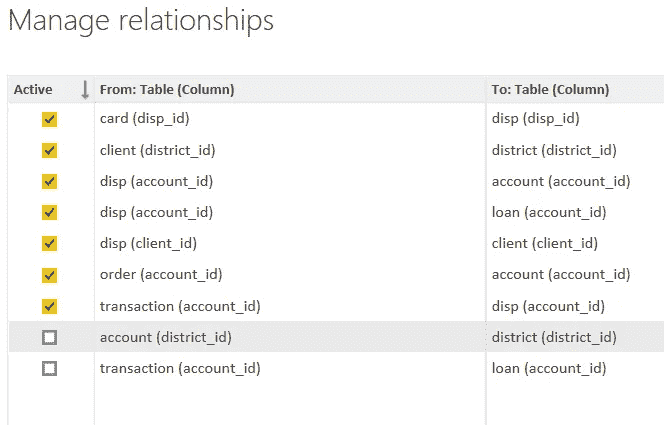 Manage relationships
Active From: Table (Column) To: Table (Column)
card (disp_id) disp (disp_id)
client (district_id) district (district_id)
disp (account_id) account (account_id)
disp (account_id) loan (account_id)
disp (client_id) client (client_id)
order (account_id) account (account_id)
transaction (account_id) disp (account_id)
account (district_id) district (district_id)
transaction (account_id) loan (account_id)